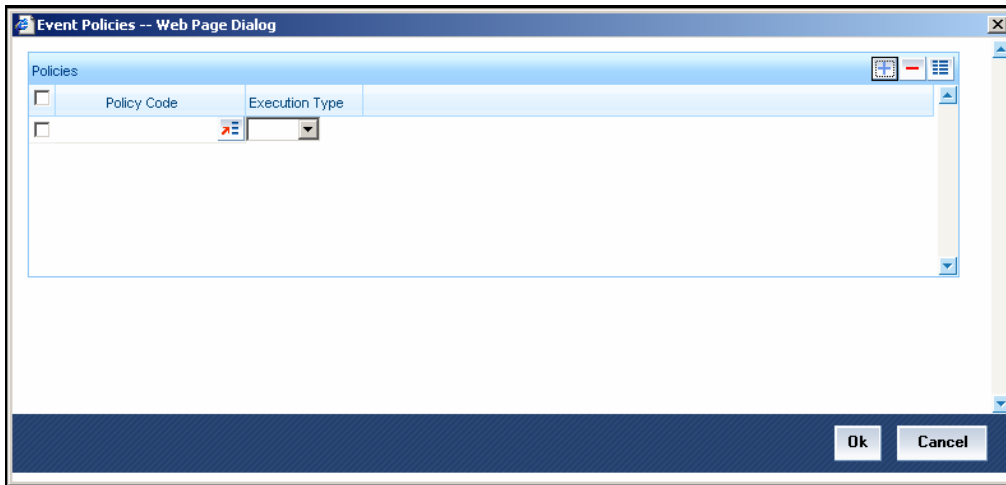 Event Policies -- Web Page Dialog
Policies
Policy Code Execution Type
Ok Cancel